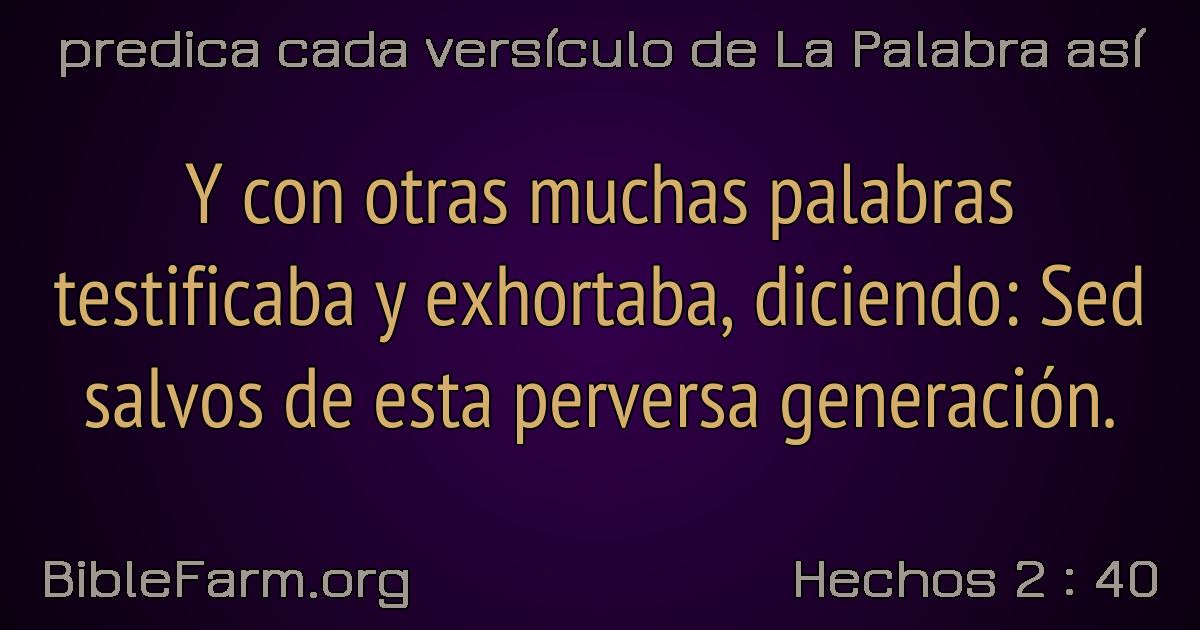 predica cada versículo de La Palabra así
Y con otras muchas palabras
testificaba y exhortaba, diciendo: Sed
salvos de esta perversa generación.
BibleFarm.org
Hechos 2 : 40